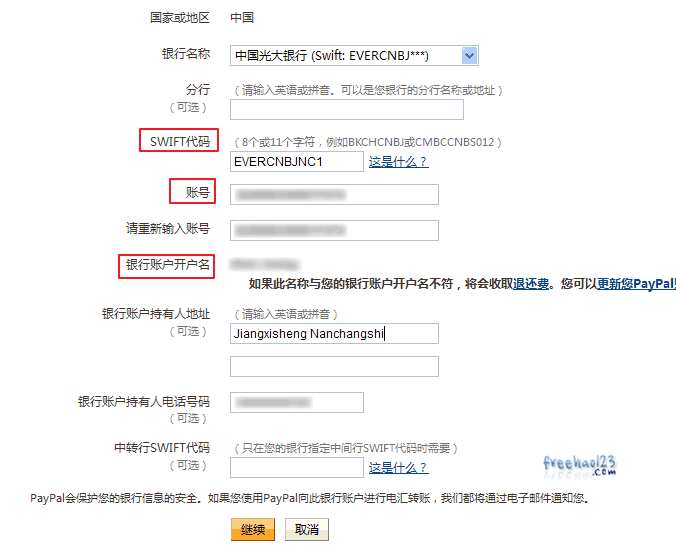 国家或地区 中国
银行名称 中国光大银行 (Swift: EVERCNBJ***)
分行 （请输入英语或拼音。可以是您银行的分行名称或地址）
（可选）
SWIFT代码 （8个或11个字符，例如BKCHCNBJ或CMBCCNBS012）
EVERCNBJNC1 这是什么？
账号
请重新输入账号
银行账户开户名
如果此名称与您的银行账户开户名不符，将会收取退还费。您可以更新您PayPal
银行账户持有人地址 （请输入英语或拼音）
（可选） Jiangxisheng Nanchangshi
银行账户持有人电话号码
（可选）
中转行SWIFT代码 （只在您的银行指定中间行SWIFT代码时需要）
（可选） 这是什么？
freehao123
.com
PayPal会保护您的银行信息的安全。如果您使用PayPal向此银行账户进行电汇转账，我们都将通过电子邮件通知您。
继续 取消